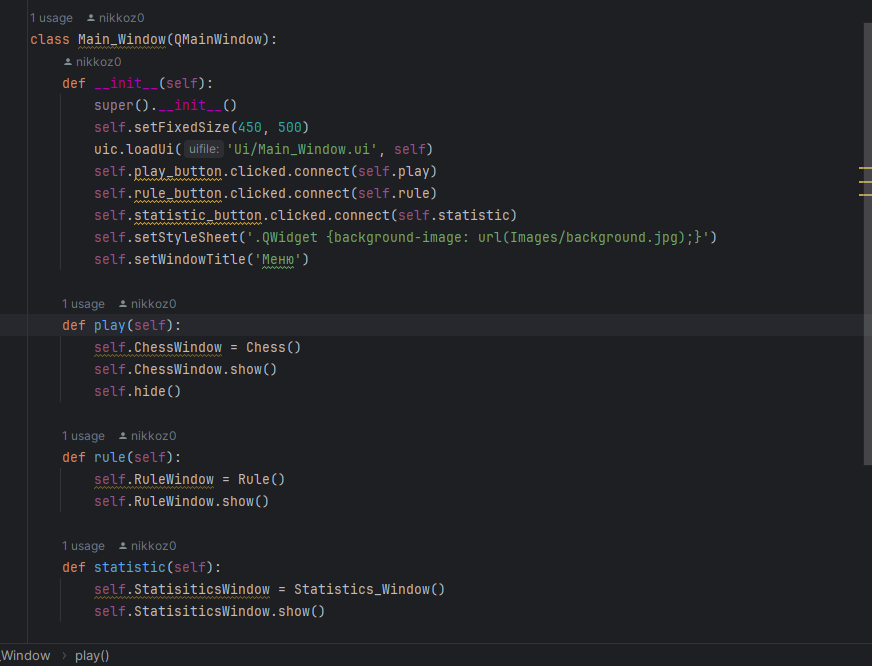 1 usage nikkoz0
class Main_Window(QMainWindow):
nikkoz0
def __init__(self):
super().__init__()
self.setFixedSize(450, 500)
uic.loadUi( uifile: 'Ui/Main_Window.ui', self)
self.play_button.clicked.connect(self.play)
self.rule_button.clicked.connect(self.rule)
self.statistic_button.clicked.connect(self.statistic)
self.setStyleSheet('.QWidget {background-image: url(Images/background.jpg);}')
self.setWindowTitle('Меню')
1 usage nikkoz0
def play(self):
self.ChessWindow = Chess()
self.ChessWindow.show()
self.hide()
1 usage nikkoz0
def rule(self):
self.RuleWindow = Rule()
self.RuleWindow.show()
1 usage nikkoz0
def statistic(self):
self.StatisiticsWindow = Statistics_Window()
self.StatisiticsWindow.show()
_Window › play()